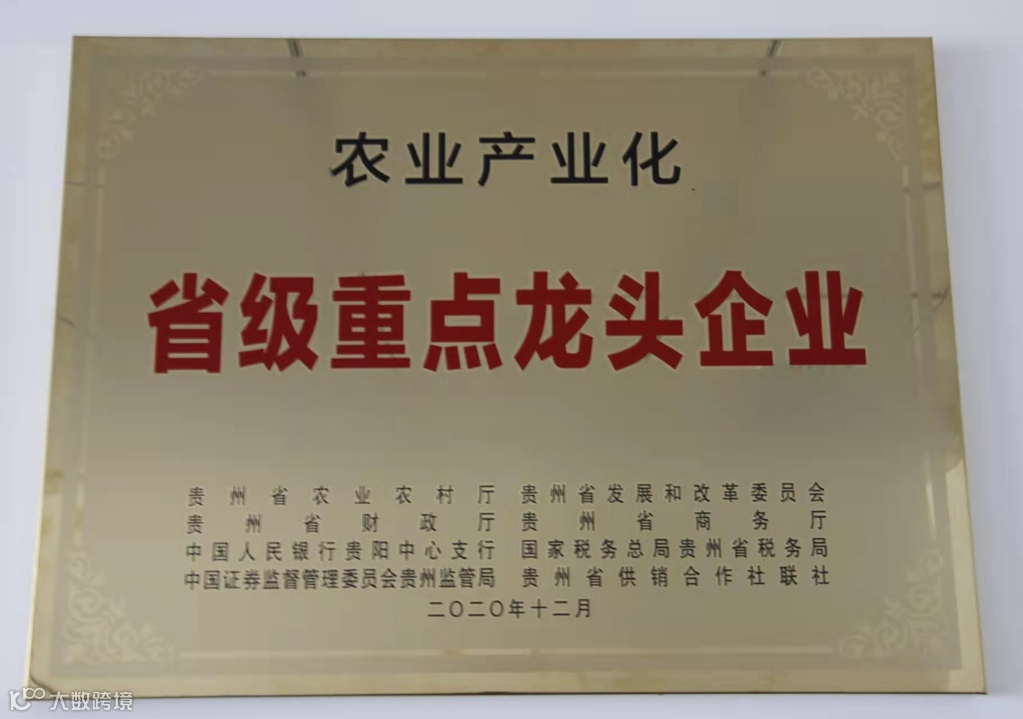 农业产业化
省级重点龙头企业
贵州省农业农村厅 贵州省发展和改革委员会
贵州省财政厅 贵州省商务厅
中国人民银行贵阳中心支行 国家税务总局贵州省税务局
中国证券监督管理委员会贵州监管局 贵州省供销合作社联社
二〇二〇年十二月
大数跨境